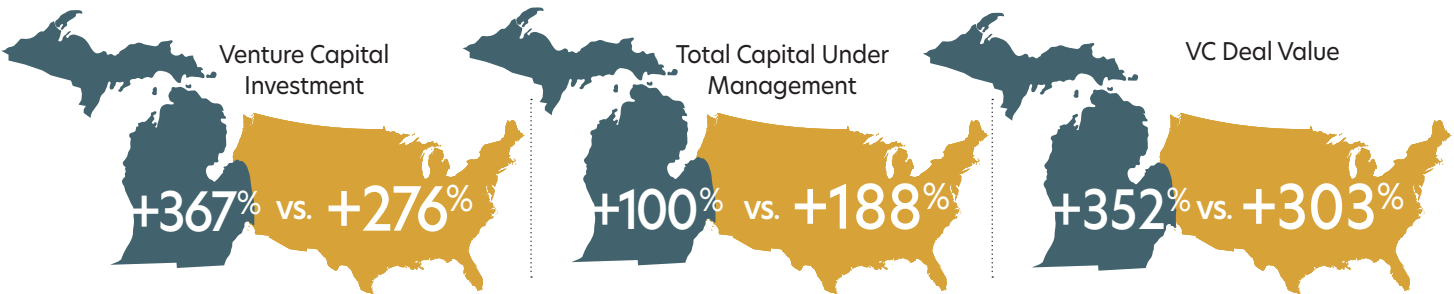 Venture Capital
Investment
+367% vs. +276%
Total Capital Under
Management
+100% vs. +188%
VC Deal Value
+352% vs. +303%